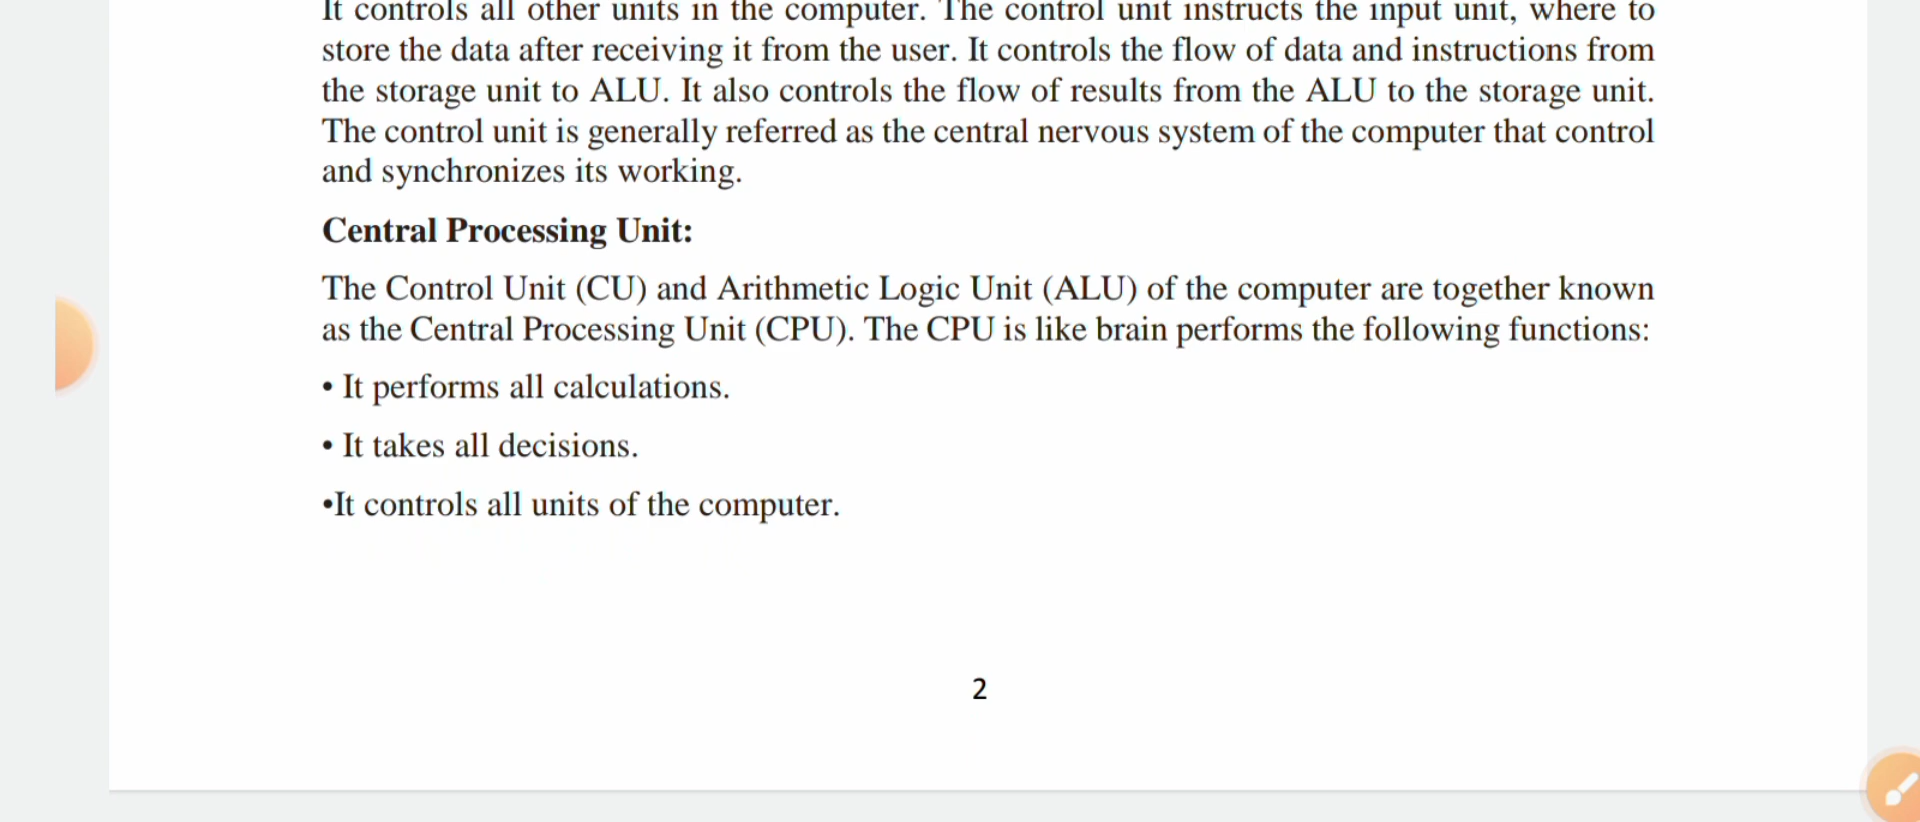 It controls all other units in the computer. The control unit instructs the input unit, where to
store the data after receiving it from the user. It controls the flow of data and instructions from
the storage unit to ALU. It also controls the flow of results from the ALU to the storage unit.
The control unit is generally referred as the central nervous system of the computer that control
and synchronizes its working.
Central Processing Unit:
The Control Unit (CU) and Arithmetic Logic Unit (ALU) of the computer are together known
as the Central Processing Unit (CPU). The CPU is like brain performs the following functions:
• It performs all calculations.
• It takes all decisions.
•It controls all units of the computer.
2